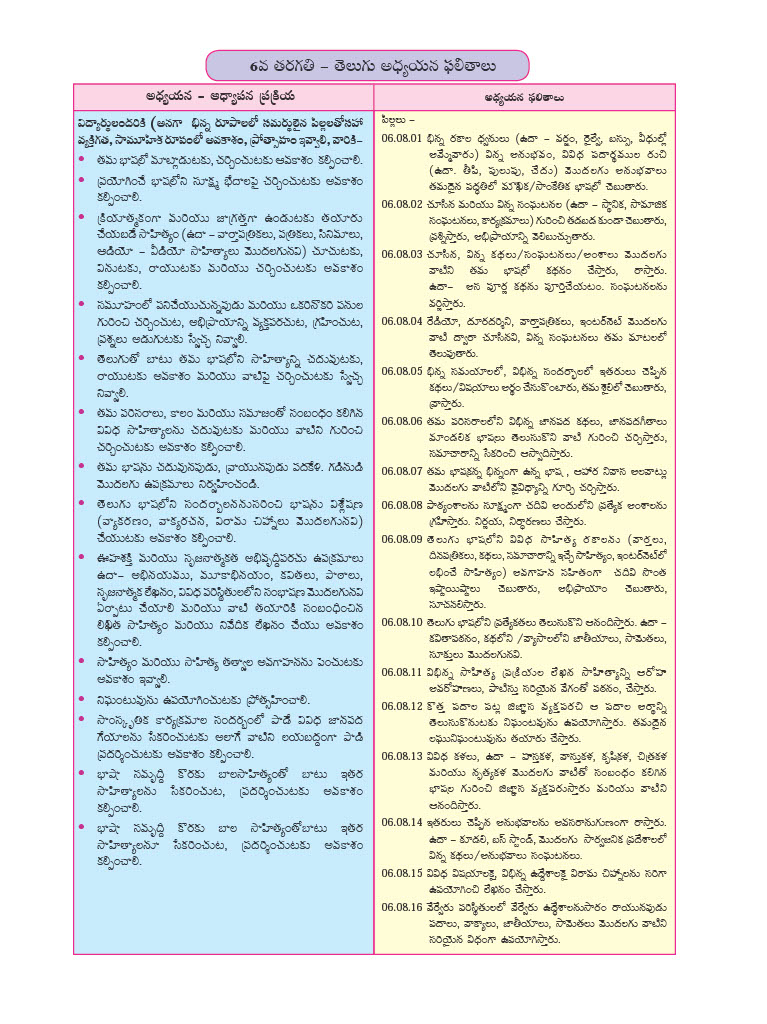 6వ తరగతి – తెలుగు అధ్యయన ఫలితాలు
అధ్యయన – ఆధ్యాపన ప్రక్రియ
విద్యార్థులందరికి (అనగా భిన్న రూపాలలో సమర్థులైన పిల్లలతోసహా
వ్యక్తిగత, సామూహిక రూపంలో అవకాశం, ప్రోత్సాహం ఇవ్వాలి, వారికి–
• తమ భాషలో మాట్లాడుటకు, చర్చించుటకు అవకాశం కల్పించాలి.
• ప్రయోగించే భాషలోని సూక్ష్మ భేదాలపై చర్చించుటకు అవకాశం
కల్పించాలి.
• క్రియాత్మకంగా మరియు జాగ్రత్తగా ఉండుటకు తయారు
చేయబడే సాహిత్యం (ఉదా – వార్తాపత్రికలు, పత్రికలు, సినిమాలు,
ఆడియో – వీడియో సాహిత్యాలు మొదలగునవి) చూచుటకు,
వినుటకు, రాయుటకు మరియు చర్చించుటకు అవకాశం
కల్పించాలి.
• సమూహంలో పనిచేయుచున్నపుడు మరియు ఒకరినొకరి పనుల
గురించి చర్చించుట, అభిప్రాయాన్ని వ్యక్తపరచుట, గ్రహించుట,
ప్రశ్నలు అడుగుటకు స్వేచ్ఛ నివ్వాలి.
• తెలుగుతో బాటు తమ భాషలోని సాహిత్యాన్ని చదువుటకు,
రాయుటకు అవకాశం మరియు వాటిపై చర్చించుటకు స్వేచ్ఛ
నివ్వాలి.
• తమ పరిసరాలు, కాలం మరియు సమాజంతో సంబంధం కలిగిన
వివిధ సాహిత్యాలను చదువుటకు మరియు వాటిని గురించి
చర్చించుటకు అవకాశం కల్పించాలి.
• తమ భాషను చదువునపుడు, వ్రాయునపుడు పదకేళి. గడినుడి
మొదలగు ఉపక్రమాలు నిర్వహించండి.
• తెలుగు భాషలోని సందర్భాలననుసరించి భాషను విశ్లేషణ
(వ్యాకరణం, వాక్యరచన, విరామ చిహ్నలు మొదలగునవి)
చేయుటకు అవకాశం కల్పించాలి.
• ఊహశక్తి మరియు సృజనాత్మకత అభివృద్ధిపరచు ఉపక్రమాలు
ఉదా– అభినయము, మూకాభినయం, కవితలు, పాఠాలు,
సృజనాత్మక లేఖనం, వివిధ పరిస్థితులలోని సంభాషణ మొదలగునవి
ఏర్పాటు చేయాలి మరియు వాటి తయారికి సంబంధించిన
లిఖిత సాహిత్యం మరియు నివేదిక లేఖనం చేయు అవకాశం
కల్పించాలి.
• సాహిత్యం మరియు సాహిత్య తత్వాల అవగాహనను పెంచుటకు
అవకాశం ఇవ్వాలి.
• నిఘంటువును ఉపయోగించుటకు ప్రోత్సహించాలి.
• సాంస్కృతిక కార్యక్రమాల సందర్భంలో పాడే వివిధ జానపద
గేయాలను సేకరించుటకు అలాగే వాటిని లయబద్ధంగా పాడి
ప్రదర్శించుటకు అవకాశం కల్పించాలి.
• భాషా సమృద్ది కొరకు బాలసాహిత్యంతో బాటు ఇతర
సాహిత్యాలను సేకరించుట, ప్రదర్శించుటకు అవకాశం
కల్పించాలి.
• భాషా సమృద్ధి కొరకు బాల సాహిత్యంతోబాటు ఇతర
సాహిత్యాలనూ సేకరించుట, ప్రదర్శించుటకు అవకాశం
కల్పించాలి.
అధ్యయన ఫలితాలు
పిల్లలు –
06.08.01 భిన్న రకాల ధ్వనులు (ఉదా – వర్షం, రైల్వే, బస్సు, వీధుల్లో
అమ్మేవారు) విన్న అనుభవం, వివిధ పదార్థముల రుచి
(ఉదా. తీపి, పులుపు, చేదు) మొదలగు అనుభవాలు
తమదైన పద్ధతిలో మౌఖిక/సాంకేతిక భాషలో చెబుతారు.
06.08.02 చూసిన మరియు విన్న సంఘటనల (ఉదా – స్థానిక, సామాజిక
సంఘటనలు, కార్యక్రమాలు) గురించి తడబడకుండా చెబుతారు,
ప్రశ్నిస్తారు, అభిప్రాయాన్ని వెలిబుచ్చుతారు.
06.08.03 చూసిన, విన్న కథలు/సంఘటనలు/అంశాలు మొదలగు
వాటిని తమ భాషలో కథనం చేస్తారు, రాస్తారు.
ఉదా– అస పూర్ణ కథను పూర్తిచేయటం. సంఘటనలను
వర్ణిస్తారు.
06.08.04 రేడియో, దూరదర్శిని, వార్తాపత్రికలు, ఇంటర్‌నెట్ మొదలగు
వాటి ద్వారా చూసినవి, విన్న సంఘటనలు తమ మాటలలో
తెలుపుతారు.
06.08.05 భిన్న సమయాలలో, విభిన్న సందర్భాలలో ఇతరులు చెప్పిన
కథలు/విషయాలు అర్థం చేసుకొంటారు, తమ శైలిలో చెబుతారు,
వ్రాస్తారు.
06.08.06 తమ పరిసరాలలోని విభిన్న జానపద కథలు, జానపదగీతాలు
మాండలిక భాషలు తెలుసుకొని వాటి గురించి చర్చిస్తారు,
సమాచారాన్ని సేకరించి ఆస్వాదిస్తారు.
06.08.07 తమ భాషకన్న భిన్నంగా ఉన్న భాష , ఆహార నివాస అలవాట్లు
మొదలగు వాటిలోని వైవిధ్యాన్ని గూర్చి చర్చిస్తారు.
06.08.08 పాఠ్యంశాలను సూక్ష్మంగా చదివి అందులోని ప్రత్యేక అంశాలను
గ్రహిస్తారు. నిర్ణయ, నిర్ధారణలు చేస్తారు.
06.08.09 తెలుగు భాషలోని వివిధ సాహిత్య రకాలను (వార్తలు,
దినపత్రికలు, కథలు, సమాచారాన్ని ఇచ్చే సాహిత్యం, ఇంటర్‌నెట్‌లో
లభించే సాహిత్యం) అవగాహన సహితంగా చదివి సొంత
ఇష్టాయిష్టాలు చెబుతారు, అభిప్రాయాం చెబుతారు,
సూచనలిస్తారు.
06.08.10 తెలుగు భాషలోని ప్రత్యేకతలు తెలుసుకొని ఆనందిస్తారు. ఉదా –
కవితాపఠనం, కథలోని /వ్యాసాలలోని జాతీయాలు, సామెతలు,
సూక్తులు మొదలగునవి.
06.08.11 విభిన్న సాహిత్య ప్రక్రియల లేఖన సాహిత్యాన్ని ఆరోహ
అవరోహణలు, పాటిస్తు సరియైన వేగంతో పఠనం, చేస్తారు.
06.08.12 కొత్త పదాల పట్ల జిజ్ఞాస వ్యక్తపరచి ఆ పదాల అర్థాన్ని
తెలుసుకొనుటకు నిఘంటువును ఉపయోగిస్తారు. తమదైన
లఘునిఘంటువును తయారు చేస్తారు.
06.08.13 వివిధ కళలు, ఉదా – హస్తకళ, వాస్తుకళ, కృషికళ, చిత్రకళ
మరియు నృత్యకళ మొదలగు వాటితో సంబంధం కలిగిన
భాషల గురించి జిజ్ఞాస వ్యక్తపరుస్తారు మరియు వాటిని
ఆనందిస్తారు.
06.08.14 ఇతరులు చెప్పిన అనుభవాలను అవసరానుగుణంగా రాస్తారు.
ఉదా – కూడలి, బస్ స్టాండ్, మొదలగు సార్వజనిక ప్రదేశాలలో
విన్న కథలు/అనుభవాలు సంఘటనలు.
06.08.15 వివిధ విషయాలకై, విభిన్న ఉద్దేశాలకై విరామ చిహ్నాలను సరిగా
ఉపయోగించి లేఖనం చేస్తారు.
06.08.16 వేర్వేరు పరిస్థితులలో వేర్వేరు ఉద్దేశాలనుసారం రాయునపుడు
పదాలు, వాక్యాలు, జాతీయాలు, సామెతలు మొదలగు వాటిని
సరియైన విధంగా ఉపయోగిస్తారు.